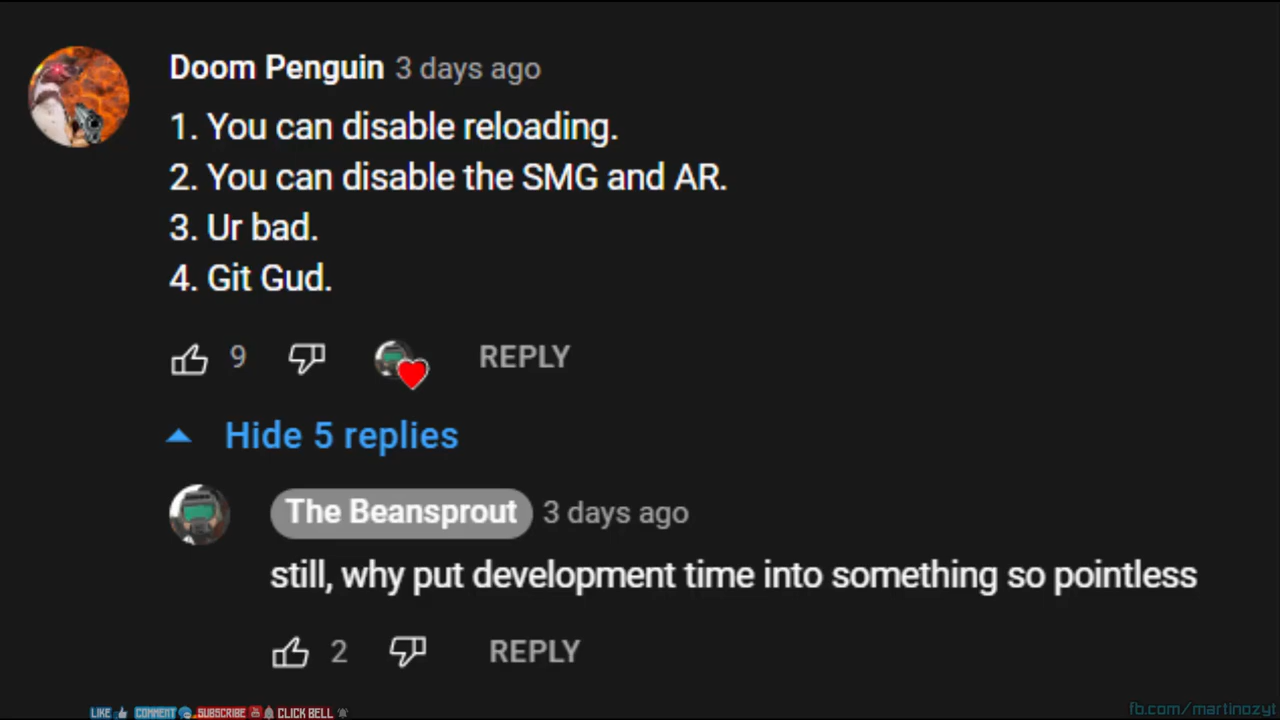 Doom Penguin 3 days ago
1. You can disable reloading.
2. You can disable the SMG and AR.
3. Ur bad.
4. Git Gud.
9 REPLY
Hide 5 replies
The Beansprout 3 days ago
still, why put development time into something so pointless
2 REPLY
LIKE COMMENT SUBSCRIBE CLICK BELL
fb.com/martinozyt